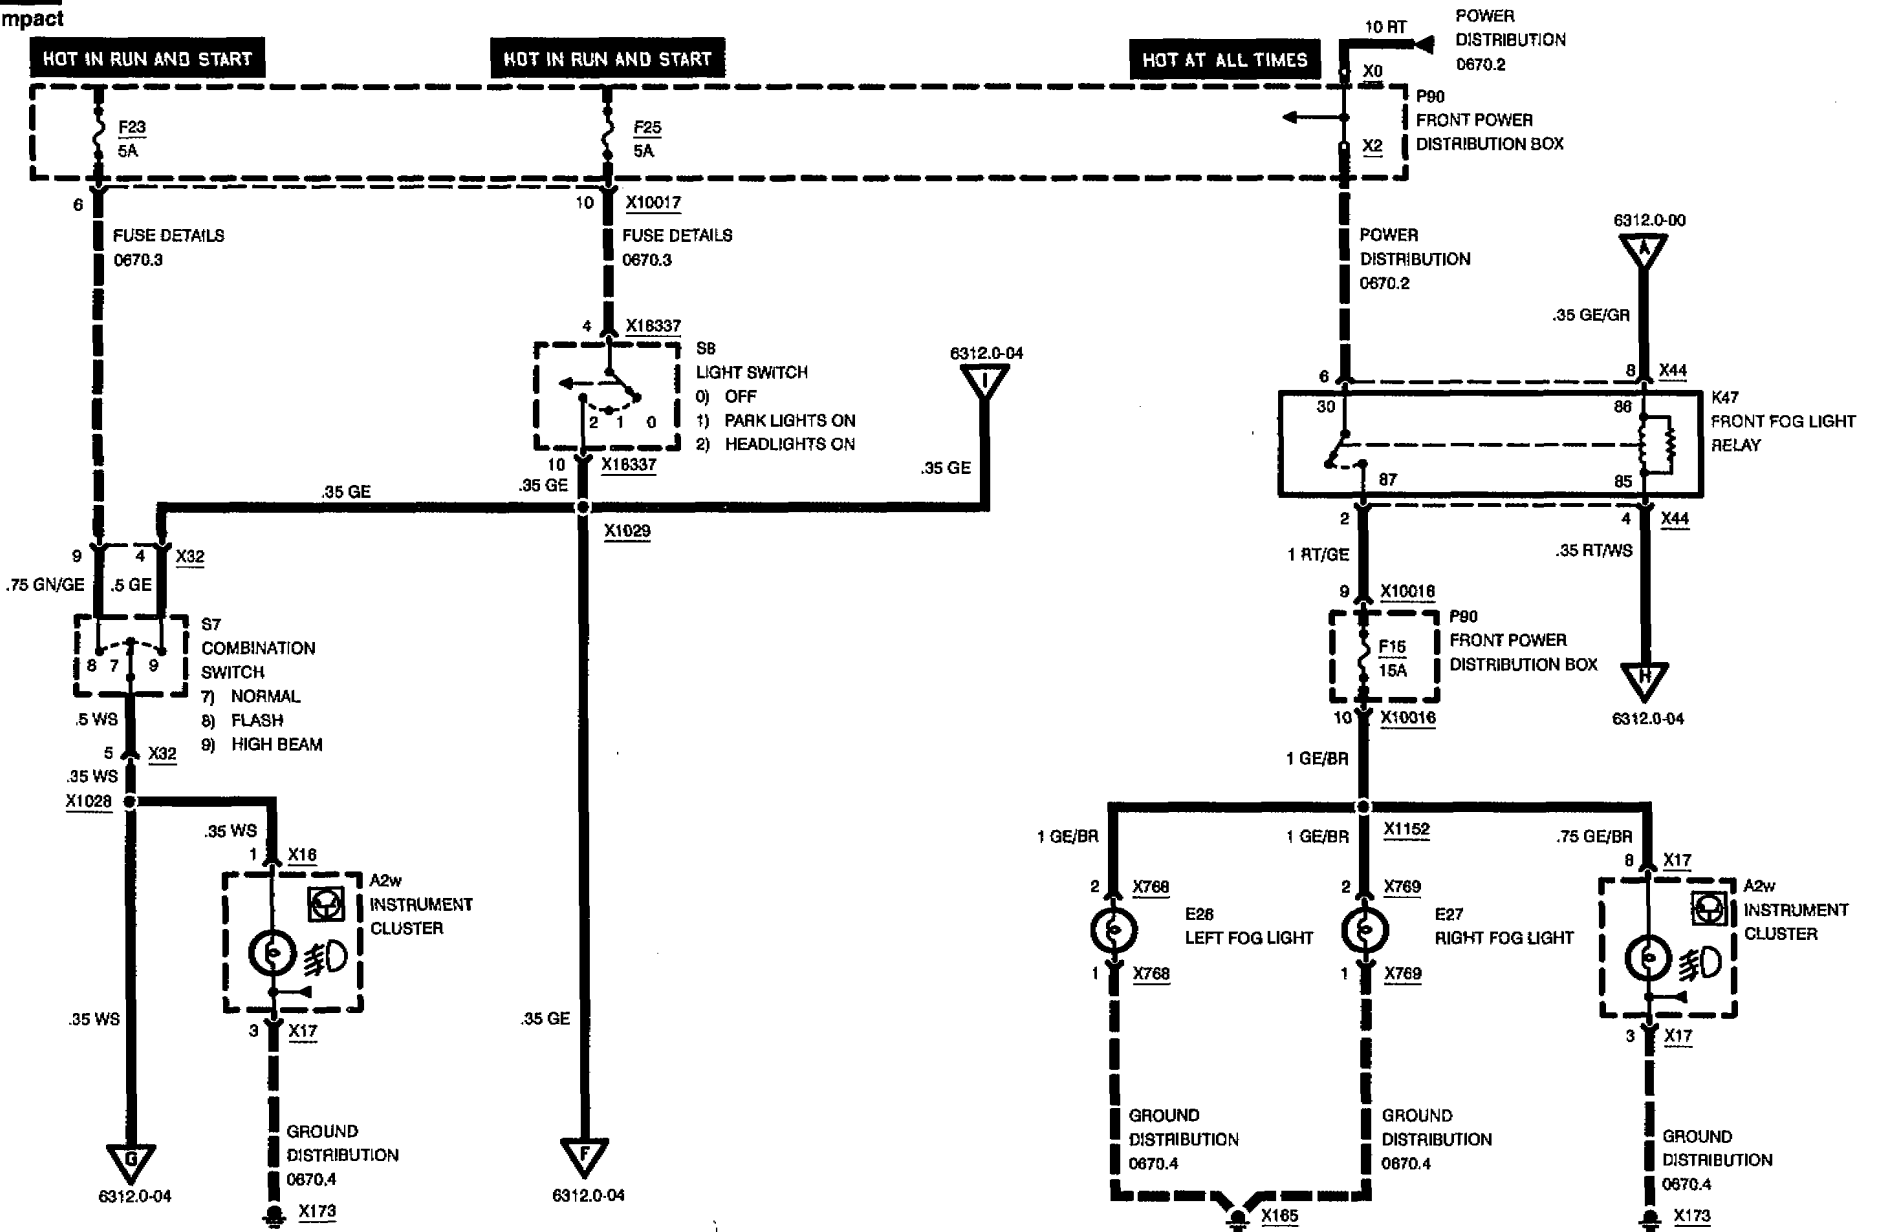 mpact
HOT IN RUN AND START
HOT IN RUN AND START
HOT AT ALL TIMES
10 RT
POWER
DISTRIBUTION
0670.2
X0
F23
5A
F25
5A
X2
P90
FRONT POWER
DISTRIBUTION BOX
6
10
X10017
FUSE DETAILS
0670.3
FUSE DETAILS
0670.3
POWER
DISTRIBUTION
0670.2
6312.0-00
A
.35 GE/GR
4
X18337
S8
LIGHT SWITCH
0) OFF
1) PARK LIGHTS ON
2) HEADLIGHTS ON
2 1 0
10
X18337
6312.0-04
I
6
8
X44
30
86
K47
FRONT FOG LIGHT
RELAY
87
85
.35 GE
.35 GE
.35 GE
X1029
2
4
X44
1 RT/GE
.35 RT/WS
9
4
X32
.75 GN/GE
.5 GE
S7
COMBINATION
SWITCH
7) NORMAL
8) FLASH
9) HIGH BEAM
8 7 9
9
X10016
P90
FRONT POWER
DISTRIBUTION BOX
F15
15A
10
X10016
H
6312.0-04
.5 WS
5
X32
.35 WS
X1028
.35 WS
1
X16
1 GE/BR
X1152
1 GE/BR
1 GE/BR
.75 GE/BR
8
X17
A2w
INSTRUMENT
CLUSTER
2
X768
2
X769
A2w
INSTRUMENT
CLUSTER
E26
LEFT FOG LIGHT
E27
RIGHT FOG LIGHT
1
X768
1
X769
3
X17
3
X17
.35 WS
.35 GE
GROUND
DISTRIBUTION
0670.4
GROUND
DISTRIBUTION
0670.4
GROUND
DISTRIBUTION
0670.4
GROUND
DISTRIBUTION
0670.4
G
6312.0-04
F
6312.0-04
X173
X165
X173